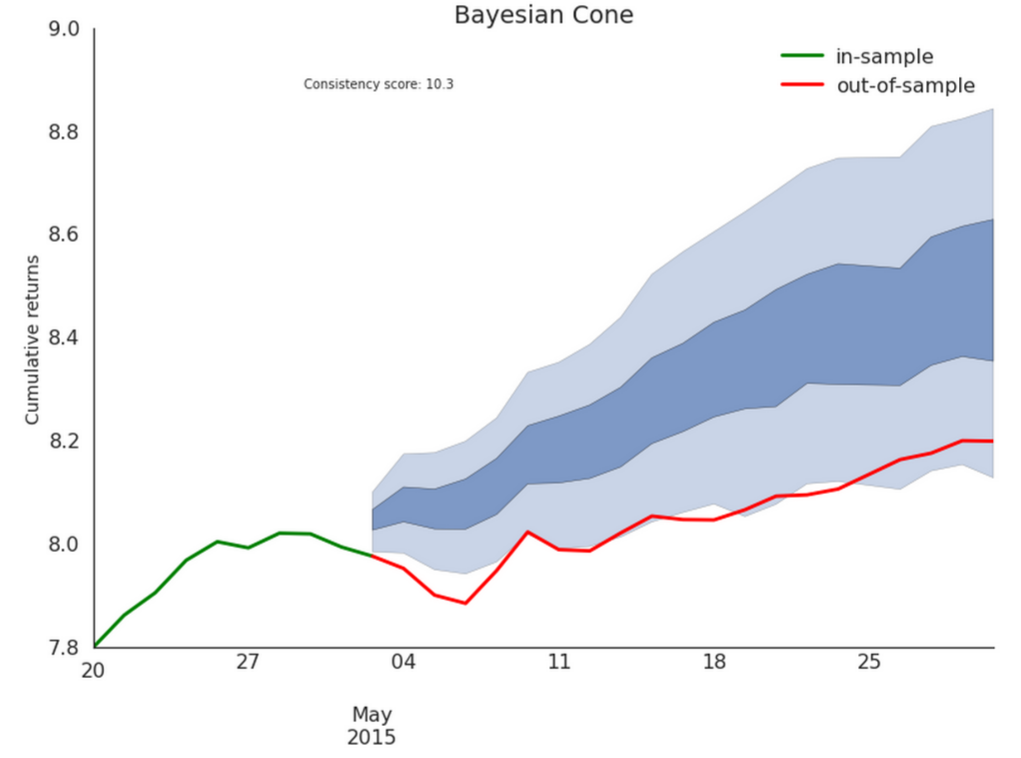 Bayesian Cone
9.0
in-sample
Consistency score: 10.3
out-of-sample
8.8
8.6
8.4
8.2
8.0
7.8
Cumulative returns
20
27
04
11
18
25
May
2015